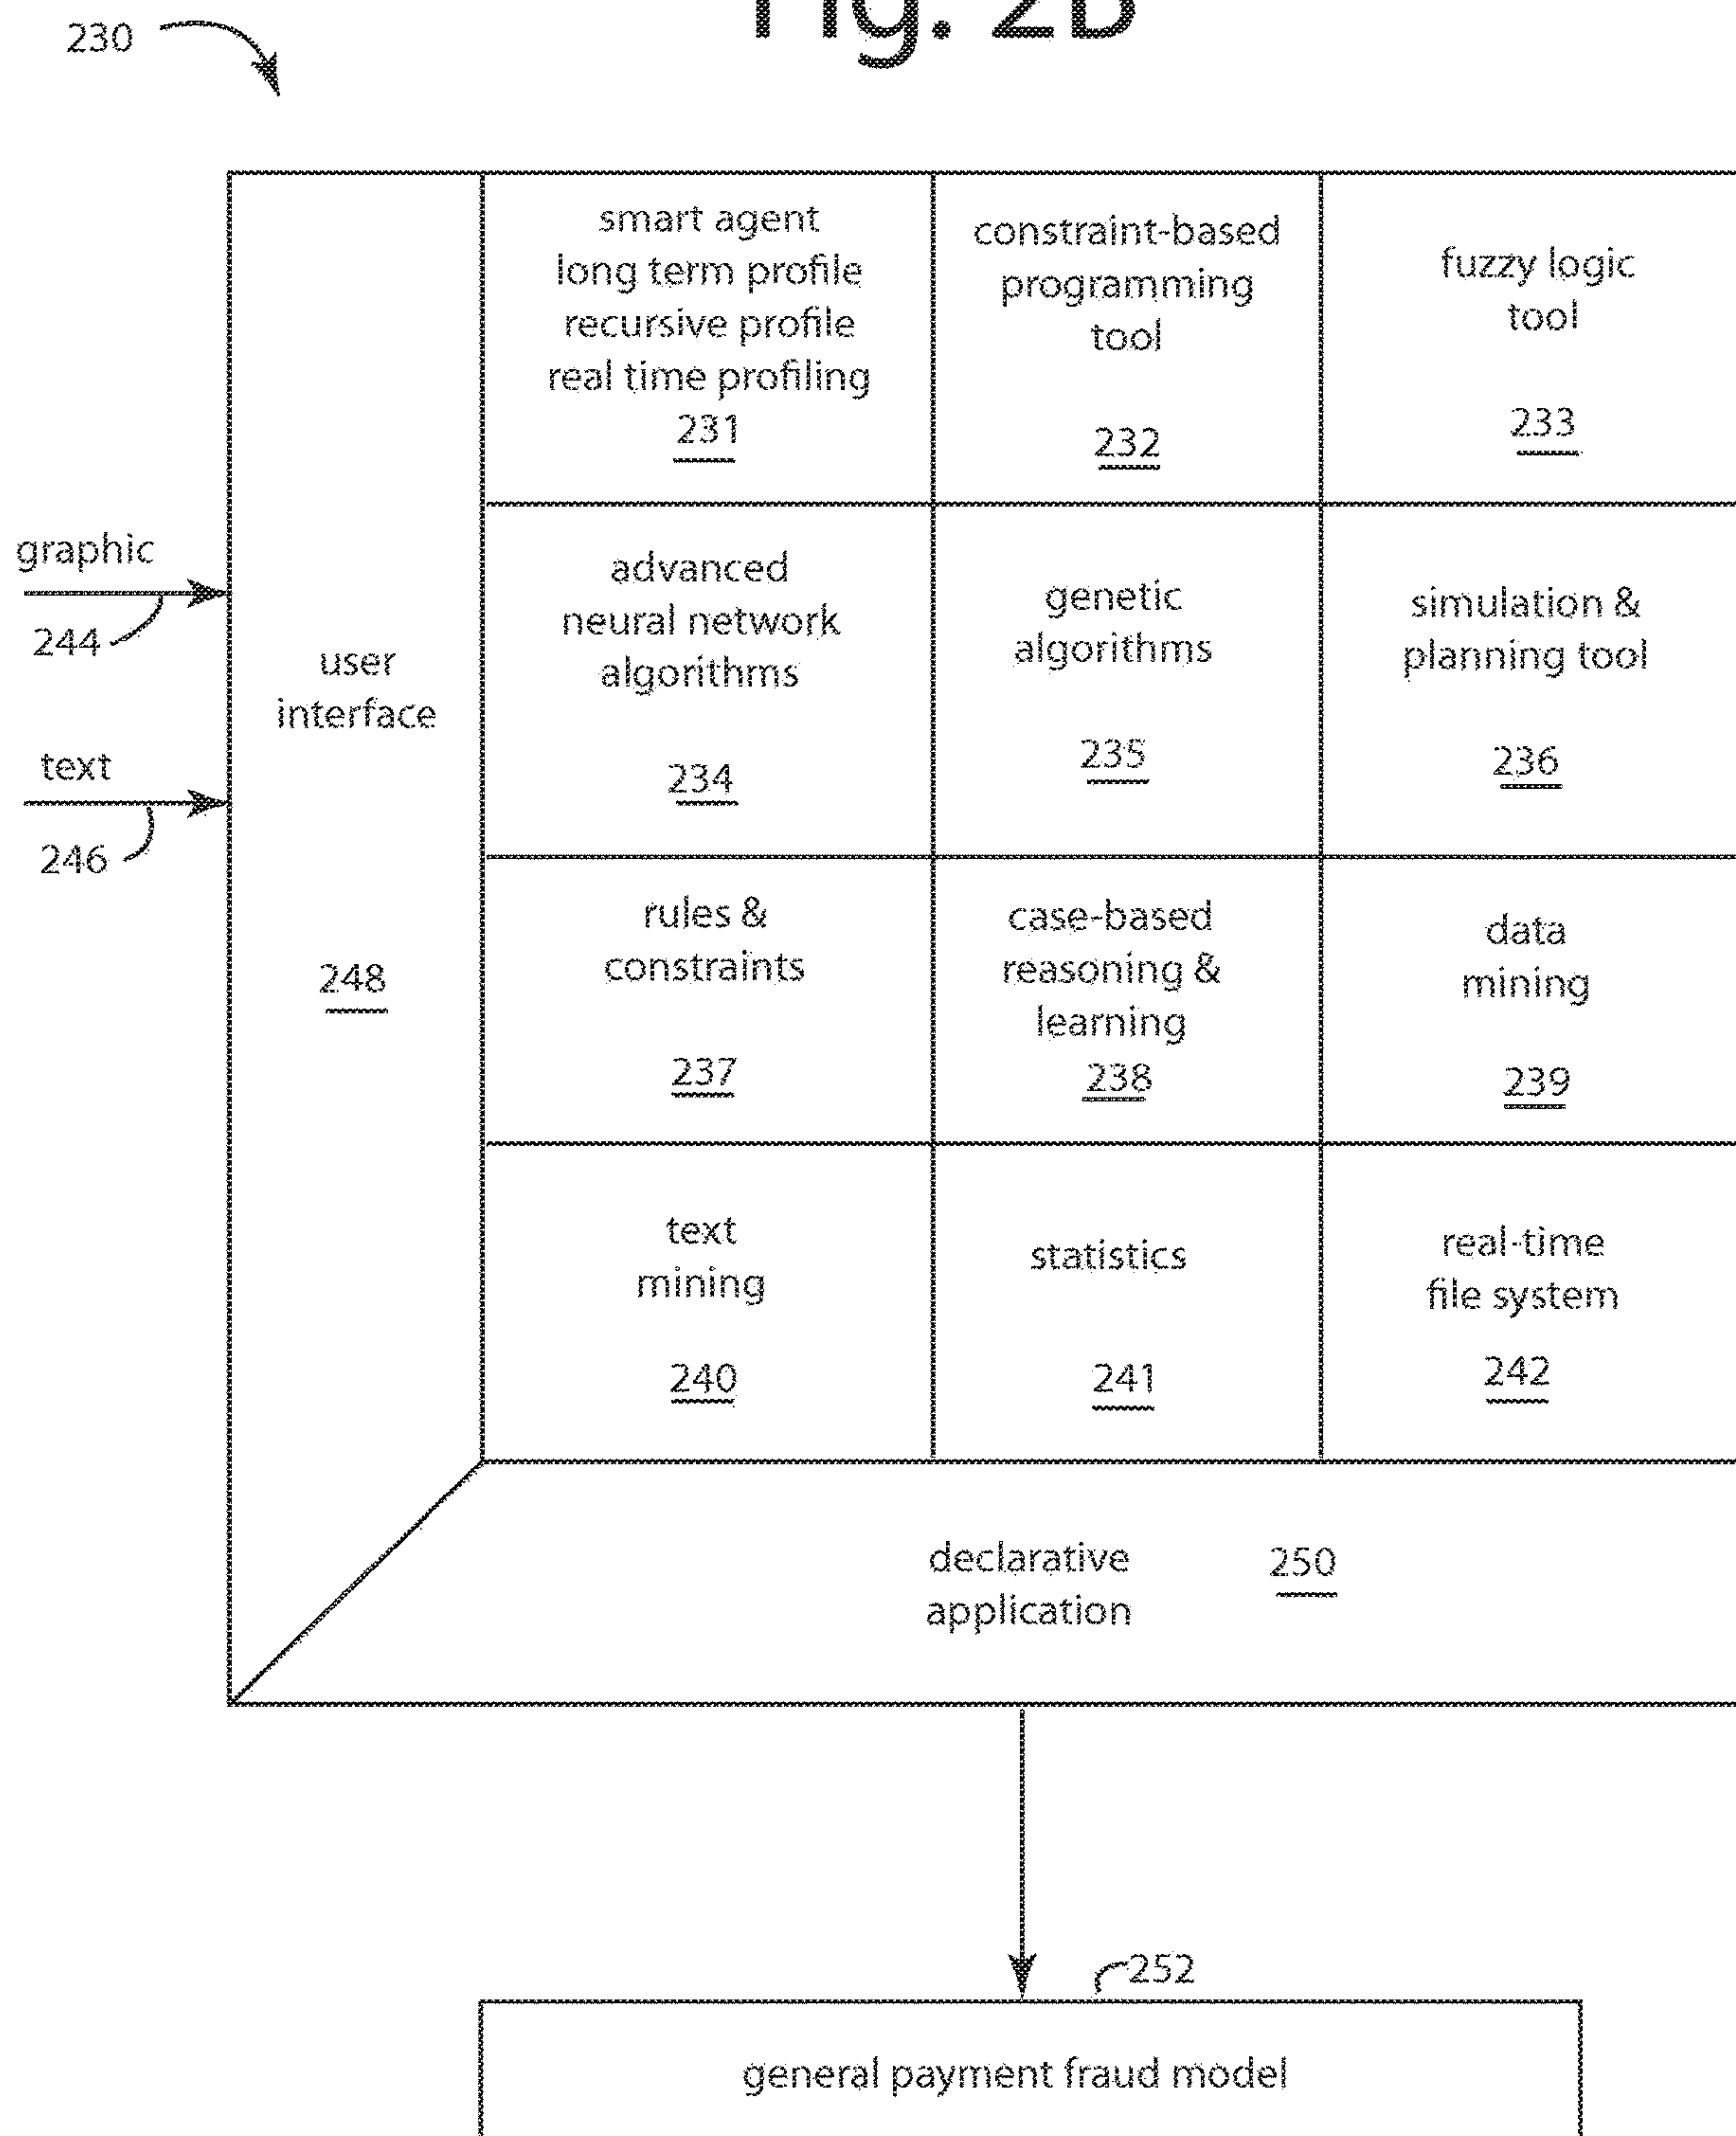 Fig. 2B
230
smart agent
long term profile
recursive profile
real time profiling
231
constraint-based
programming
tool
232
fuzzy logic
tool
233
graphic
244
text
246
user
interface
248
advanced
neural network
algorithms
234
genetic
algorithms
235
simulation &
planning tool
236
rules &
constraints
237
case-based
reasoning &
learning
238
data
mining
239
text
mining
240
statistics
241
real-time
file system
242
declarative
application
250
252
general payment fraud model